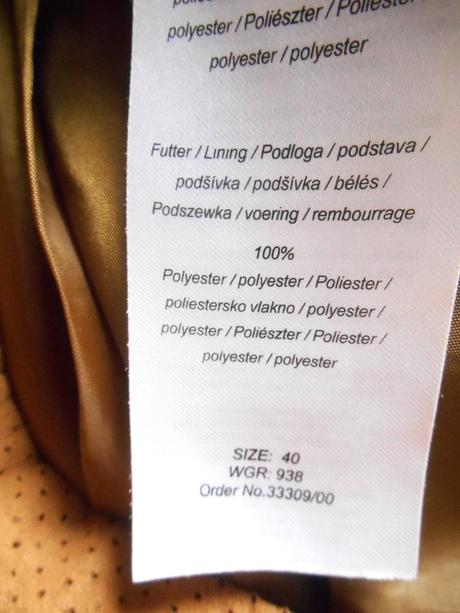 polyester / Poliészter / Poliester
polyester / polyester
Futter / Lining / Podloga / podstava /
podšívka / podšívka / bélés /
Podszewka / voering / rembourrage
100%
Polyester / polyester / Poliester /
poliestersko vlakno / polyester /
polyester / Poliészter / Poliester /
polyester / polyester
SIZE: 40
WGR: 938
Order No.33309/00